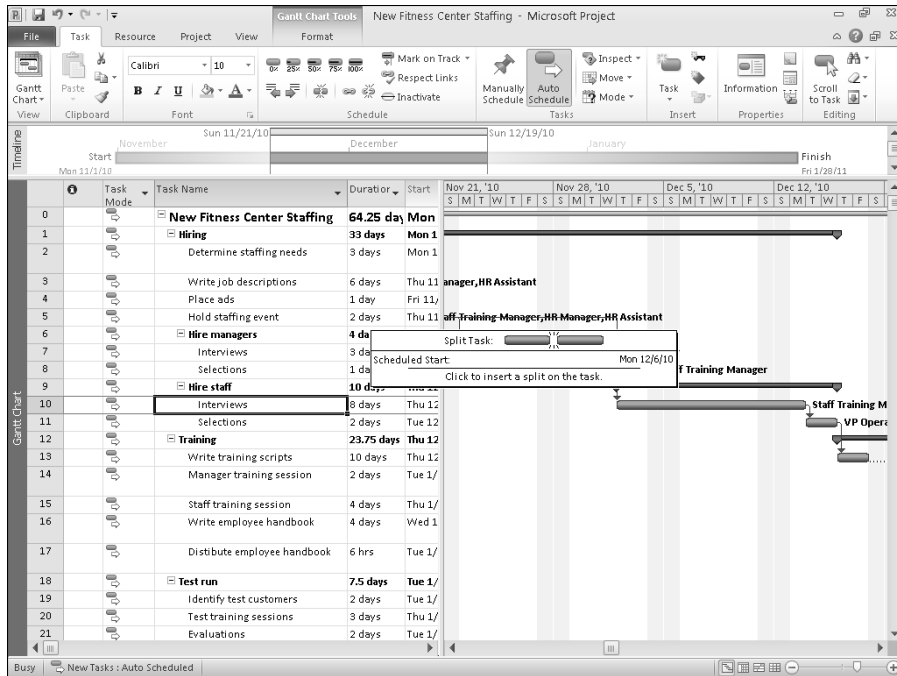 Gantt Chart Tools New Fitness Center Staffing - Microsoft Project
File Task Resource Project View Format
Calibri 10
0% 25% 50% 75% 100%
Mark on Track
Respect Links
Inactivate
Inspect
Move
Mode
Gantt Chart
Paste
B I U A
Manually Schedule
Auto Schedule
Task
Information
Scroll to Task
View Clipboard Font Schedule Tasks Insert Properties Editing
Timeline
Sun 11/21/10 Sun 12/19/10
November December January
Start Finish
Mon 11/1/10 Fri 1/28/11
Task Mode Task Name Duration Start Nov 21, '10 Nov 28, '10 Dec 5, '10 Dec 12, '10
S M T W T F S S M T W T F S S M T W T F S S M T W T F S
0 New Fitness Center Staffing 64.25 day Mon
1 Hiring 33 days Mon 1
2 Determine staffing needs 3 days Mon 1
3 Write job descriptions 6 days Thu 11 anager,HR Assistant
4 Place ads 1 day Fri 11/
5 Hold staffing event 2 days Thu 11 aff Training Manager,HR Manager,HR Assistant
6 Hire managers 4 da
Split Task:
7 Interviews 3 da
Scheduled Start: Mon 12/6/10
8 Selections 1 da
Click to insert a split on the task.
f Training Manager
9 Hire staff 10 d
10 Interviews 8 days Thu 12 Staff Training M
11 Selections 2 days Tue 12 VP Opera
12 Training 23.75 days Thu 12
13 Write training scripts 10 days Thu 12
14 Manager training session 2 days Tue 1/
15 Staff training session 4 days Thu 1/
16 Write employee handbook 4 days Wed 1
17 Distibute employee handbook 6 hrs Tue 1/
18 Test run 7.5 days Tue 1/
19 Identify test customers 2 days Tue 1/
20 Test training sessions 3 days Thu 1/
21 Evaluations 2 days Tue 1/
Gantt Chart
Busy New Tasks : Auto Scheduled